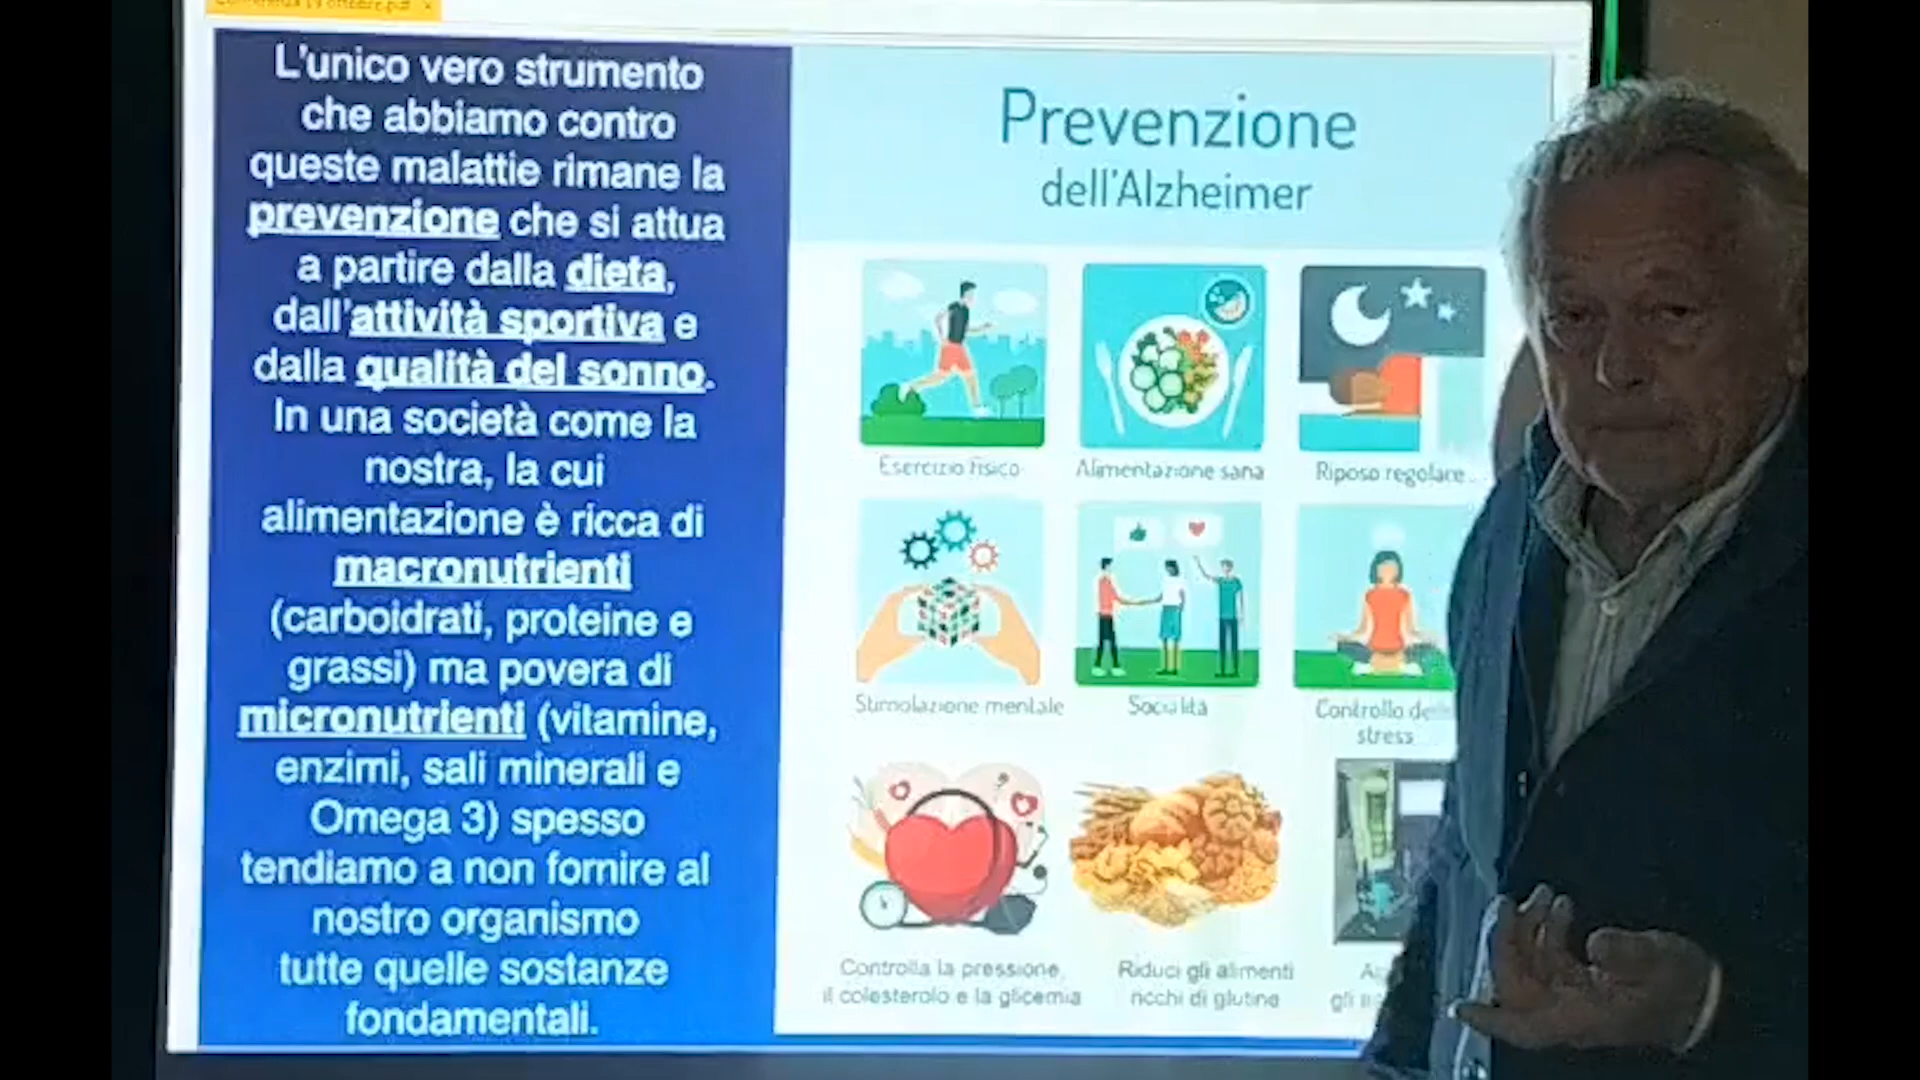 L'unico vero strumento
che abbiamo contro
queste malattie rimane la
prevenzione che si attua
a partire dalla dieta,
dall'attività sportiva e
dalla qualità del sonno.
In una società come la
nostra, la cui
alimentazione è ricca di
macronutrienti
(carboidrati, proteine e
grassi) ma povera di
micronutrienti (vitamine,
enzimi, sali minerali e
Omega 3) spesso
tendiamo a non fornire al
nostro organismo
tutte quelle sostanze
fondamentali.
Prevenzione
dell'Alzheimer
Esercizio fisico
Alimentazione sana
Riposo regolare
Stimolazione mentale
Socialità
Controllo
stress
Controlla la pressione,
il colesterolo e la glicemia
Riduci gli alimenti
ricchi di glutine
gli